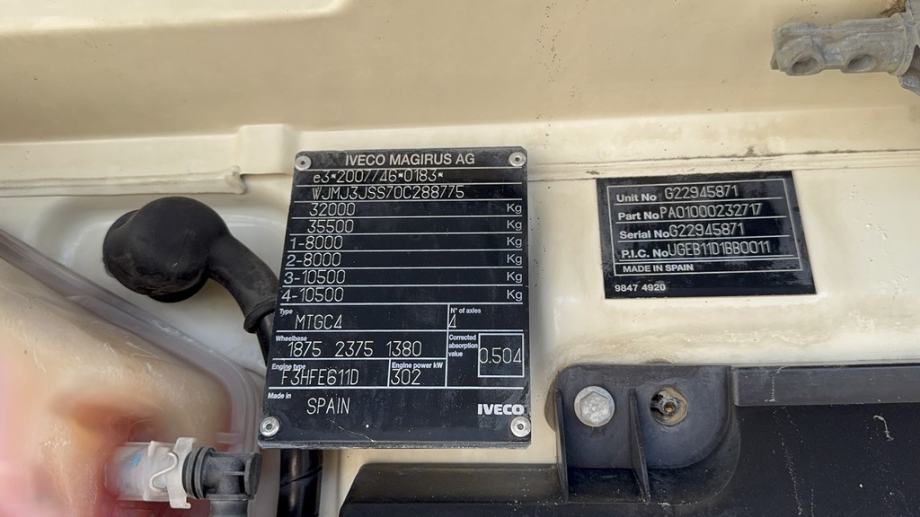 IVECO MAGIRUS AG
e3*2007/46*0183*
WJMJ3JSS70C288775
32000 Kg
35500 Kg
1-8000 Kg
2-8000 Kg
3-10500 Kg
4-10500 Kg
Type MTGC4
N° of axles 4
Wheelbase 1875 2375 1380
Corrected absorption value 0.504
Engine type F3HFE611D
Engine power kW 302
Made in SPAIN
IVECO
Unit No G22945871
Part No PA01000232717
Serial No G22945871
P.I.C. No UGEB11D1BB0011
MADE IN SPAIN
9847 4920